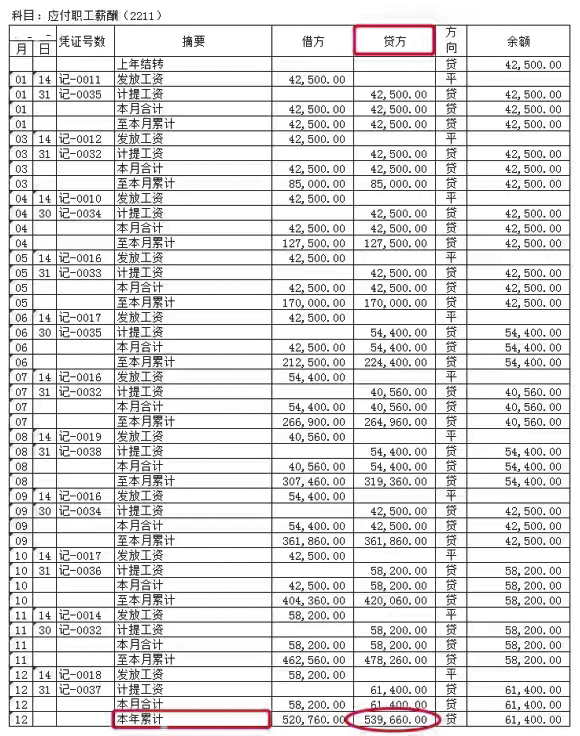 科目：应付职工薪酬（2211）
月 日 凭证号数 摘要 借方 贷方 方向 余额
上年结转 贷 42,500.00
01 14 记-0011 发放工资 42,500.00 平
01 31 记-0035 计提工资 42,500.00 贷 42,500.00
01 本月合计 42,500.00 42,500.00 贷 42,500.00
01 至本月累计 42,500.00 42,500.00 贷 42,500.00
03 14 记-0012 发放工资 42,500.00 平
03 31 记-0032 计提工资 42,500.00 贷 42,500.00
03 本月合计 42,500.00 42,500.00 贷 42,500.00
03 至本月累计 85,000.00 85,000.00 贷 42,500.00
04 14 记-0010 发放工资 42,500.00 平
04 30 记-0034 计提工资 42,500.00 贷 42,500.00
04 本月合计 42,500.00 42,500.00 贷 42,500.00
04 至本月累计 127,500.00 127,500.00 贷 42,500.00
05 14 记-0016 发放工资 42,500.00 平
05 31 记-0033 计提工资 42,500.00 贷 42,500.00
05 本月合计 42,500.00 42,500.00 贷 42,500.00
05 至本月累计 170,000.00 170,000.00 贷 42,500.00
06 14 记-0017 发放工资 42,500.00 平
06 30 记-0035 计提工资 54,400.00 贷 54,400.00
06 本月合计 42,500.00 54,400.00 贷 54,400.00
06 至本月累计 212,500.00 224,400.00 贷 54,400.00
07 14 记-0016 发放工资 54,400.00 平
07 31 记-0032 计提工资 40,560.00 贷 40,560.00
07 本月合计 54,400.00 40,560.00 贷 40,560.00
07 至本月累计 266,900.00 264,960.00 贷 40,560.00
08 14 记-0019 发放工资 40,560.00 平
08 31 记-0038 计提工资 54,400.00 贷 54,400.00
08 本月合计 40,560.00 54,400.00 贷 54,400.00
08 至本月累计 307,460.00 319,360.00 贷 54,400.00
09 14 记-0016 发放工资 54,400.00 平
09 30 记-0034 计提工资 42,500.00 贷 42,500.00
09 本月合计 54,400.00 42,500.00 贷 42,500.00
09 至本月累计 361,860.00 361,860.00 贷 42,500.00
10 14 记-0017 发放工资 42,500.00 平
10 31 记-0036 计提工资 58,200.00 贷 58,200.00
10 本月合计 42,500.00 58,200.00 贷 58,200.00
10 至本月累计 404,360.00 420,060.00 贷 58,200.00
11 14 记-0014 发放工资 58,200.00 平
11 30 记-0032 计提工资 58,200.00 贷 58,200.00
11 本月合计 58,200.00 58,200.00 贷 58,200.00
11 至本月累计 462,560.00 478,260.00 贷 58,200.00
12 14 记-0018 发放工资 58,200.00 平
12 31 记-0037 计提工资 61,400.00 贷 61,400.00
12 本月合计 58,200.00 61,400.00 贷 61,400.00
12 本年累计 520,760.00 539,660.00 贷 61,400.00